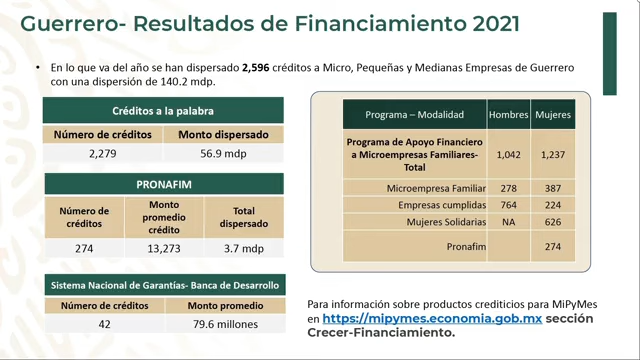 Guerrero- Resultados de Financiamiento 2021
• En lo que va del año se han dispersado 2,596 créditos a Micro, Pequeñas y Medianas Empresas de Guerrero
con una dispersión de 140.2 mdp.
Créditos a la palabra
Número de créditos Monto dispersado
2,279 56.9 mdp
PRONAFIM
Número de créditos Monto promedio crédito Total dispersado
274 13,273 3.7 mdp
Sistema Nacional de Garantías- Banca de Desarrollo
Número de créditos Monto promedio
42 79.6 millones
Programa – Modalidad Hombres Mujeres
Programa de Apoyo Financiero
a Microempresas Familiares-
Total 1,042 1,237
Microempresa Familiar 278 387
Empresas cumplidas 764 224
Mujeres Solidarias NA 626
Pronafim 274
Para información sobre productos crediticios para MiPyMes
en https://mipymes.economia.gob.mx sección
Crecer-Financiamiento.